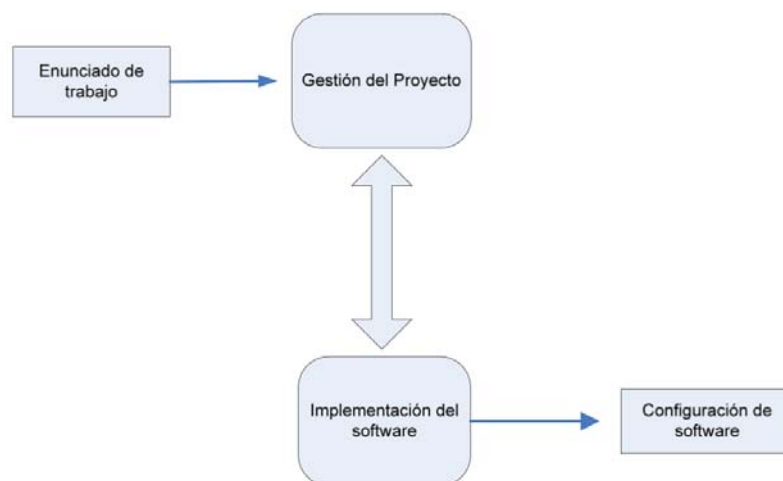 Enunciado de
trabajo
Gestión del Proyecto
Implementación del
software
Configuración de
software